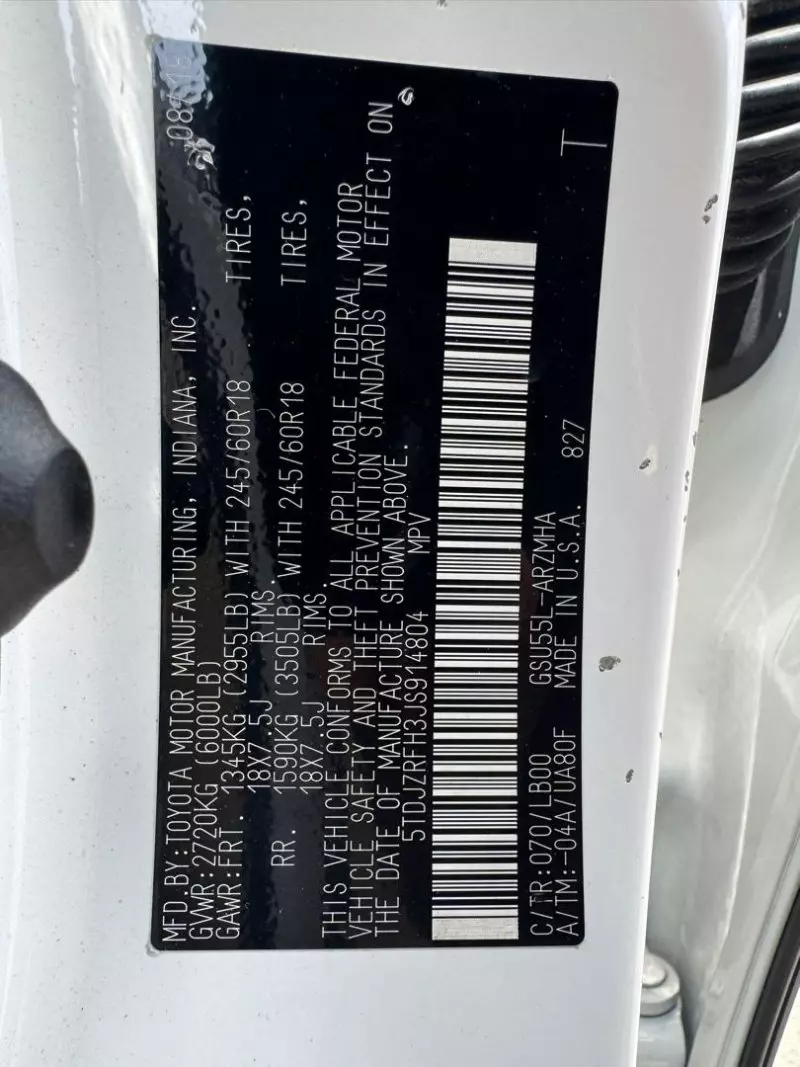 MFD.BY:TOYOTA MOTOR MANUFACTURING, INDIANA, INC. 08/18
GVWR:2720KG (6000LB)
GAWR:FRT. 1345KG (2955LB) WITH 245/60R18 TIRES,
18X7.5J RIMS.
RR. 1590KG (3505LB) WITH 245/60R18 TIRES,
18X7.5J RIMS.
THIS VEHICLE CONFORMS TO ALL APPLICABLE FEDERAL MOTOR
VEHICLE SAFETY AND THEFT PREVENTION STANDARDS IN EFFECT ON
THE DATE OF MANUFACTURE SHOWN ABOVE.
5TDJZRFH3JS914804 MPV
C/TR:070/LB00 GSU55L-ARZMHA
A/TM:-04A/UA80F MADE IN U.S.A. 827 T